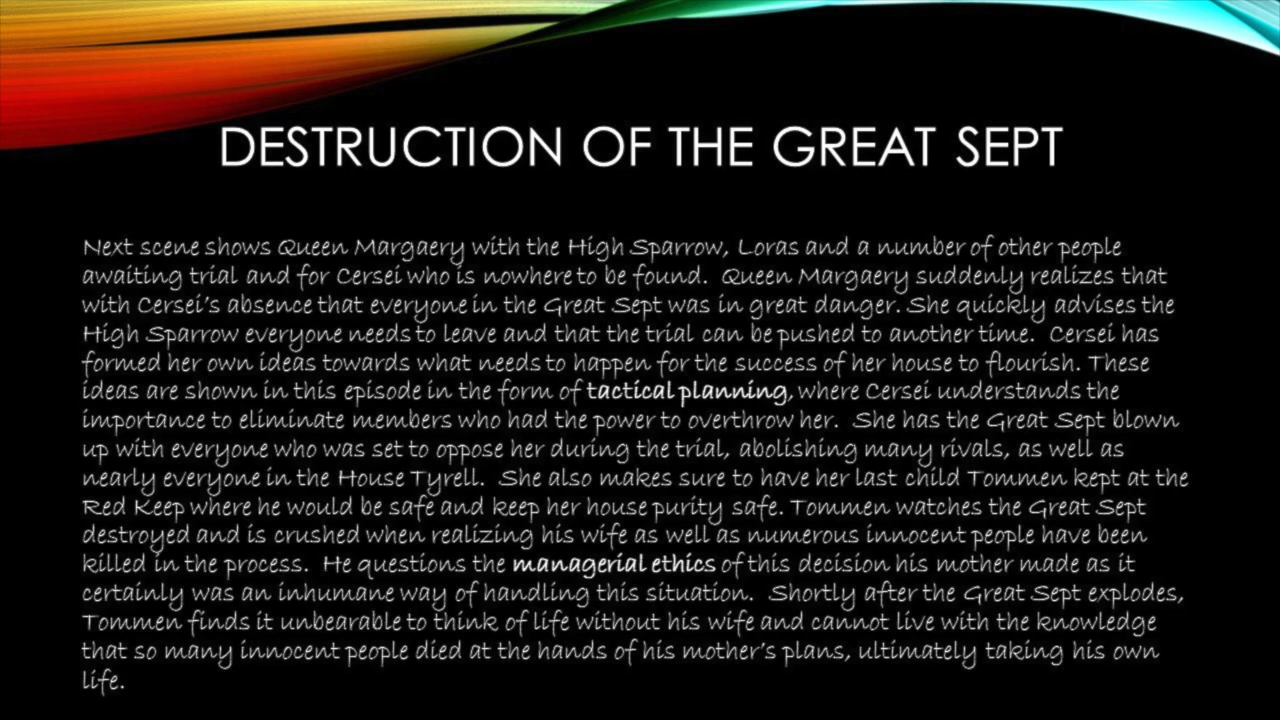 DESTRUCTION OF THE GREAT SEPT
Next scene shows Queen Margaery with the High Sparrow, Loras and a number of other people
awaiting trial and for Cersei who is nowhere to be found. Queen Margaery suddenly realizes that
with Cersei's absence that everyone in the Great Sept was in great danger. She quickly advises the
High Sparrow everyone needs to leave and that the trial can be pushed to another time. Cersei has
formed her own ideas towards what needs to happen for the success of her house to flourish. These
ideas are shown in this episode in the form of tactical planning, where Cersei understands the
importance to eliminate members who had the power to overthrow her. She has the Great Sept blown
up with everyone who was set to oppose her during the trial, abolishing many rivals, as well as
nearly everyone in the House Tyrell. She also makes sure to have her last child Tommen kept at the
Red Keep where he would be safe and keep her house purity safe. Tommen watches the Great Sept
destroyed and is crushed when realizing his wife as well as numerous innocent people have been
killed in the process. He questions the managerial ethics of this decision his mother made as it
certainly was an inhumane way of handling this situation. Shortly after the Great Sept explodes,
Tommen finds it unbearable to think of life without his wife and cannot live with the knowledge
that so many innocent people died at the hands of his mother's plans, ultimately taking his own
life.